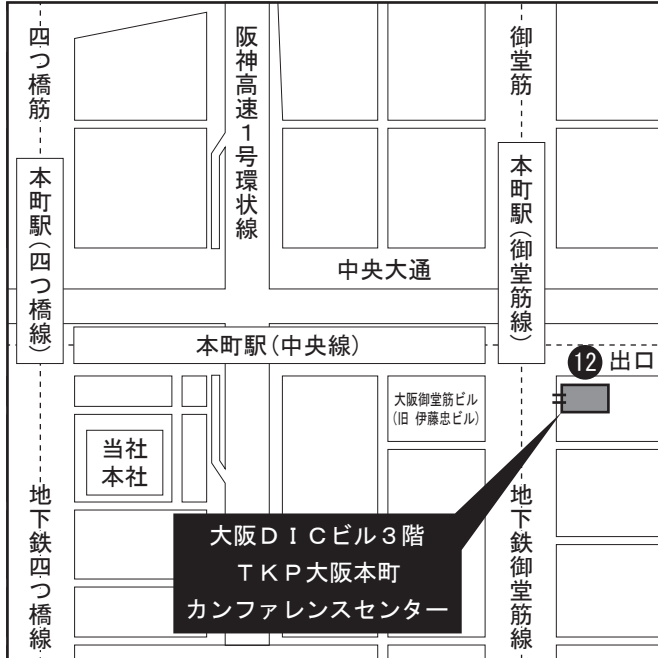 四つ橋筋
阪神高速1号環状線
御堂筋
本町駅(四つ橋線)
本町駅(御堂筋線)
中央大通
本町駅(中央線)
12 出口
大阪御堂筋ビル
(旧 伊藤忠ビル)
当社
本社
地下鉄四つ橋線
地下鉄御堂筋線
大阪DICビル3階
TKP大阪本町
カンファレンスセンター